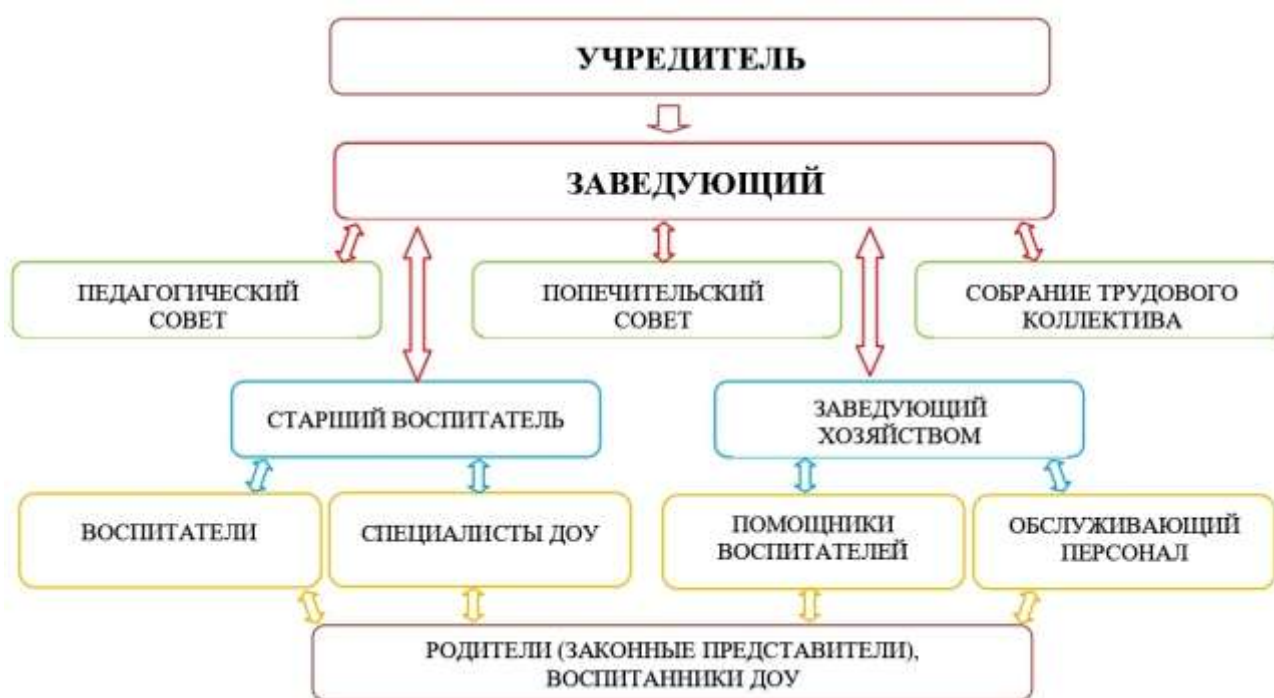 УЧРЕДИТЕЛЬ
ЗАВЕДУЮЩИЙ
ПЕДАГОГИЧЕСКИЙ
СОВЕТ
ПОПЕЧИТЕЛЬСКИЙ
СОВЕТ
СОБРАНИЕ ТРУДОВОГО
КОЛЛЕКТИВА
СТАРШИЙ ВОСПИТАТЕЛЬ
ЗАВЕДУЮЩИЙ
ХОЗЯЙСТВОМ
ВОСПИТАТЕЛИ
СПЕЦИАЛИСТЫ ДОУ
ПОМОЩНИКИ
ВОСПИТАТЕЛЕЙ
ОБСЛУЖИВАЮЩИЙ
ПЕРСОНАЛ
РОДИТЕЛИ (ЗАКОННЫЕ ПРЕДСТАВИТЕЛИ),
ВОСПИТАННИКИ ДОУ